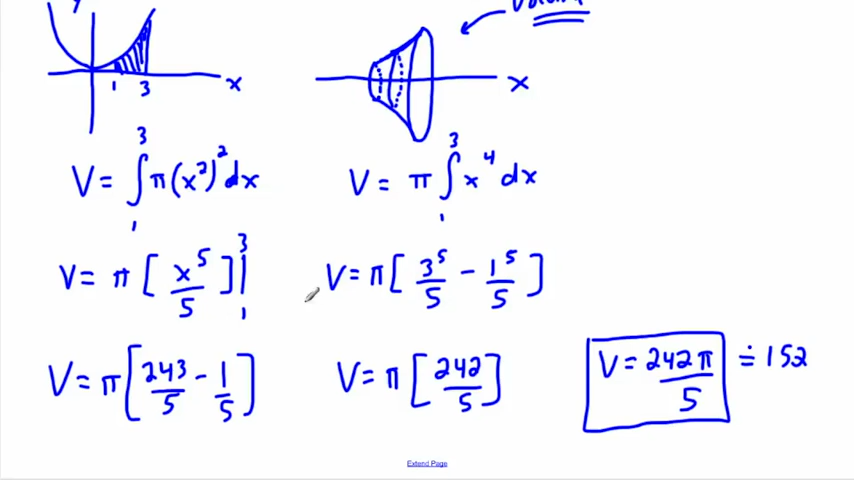 y
1 3 x
x
V = ∫₁³ π(x²)² dx
V = π ∫₁³ x⁴ dx
V = π [ x⁵/5 ] |₁³
V = π [ 3⁵/5 − 1⁵/5 ]
V = π [ 243/5 − 1/5 ]
V = π [ 242/5 ]
V = 242π/5 ≐ 152
Extend Page